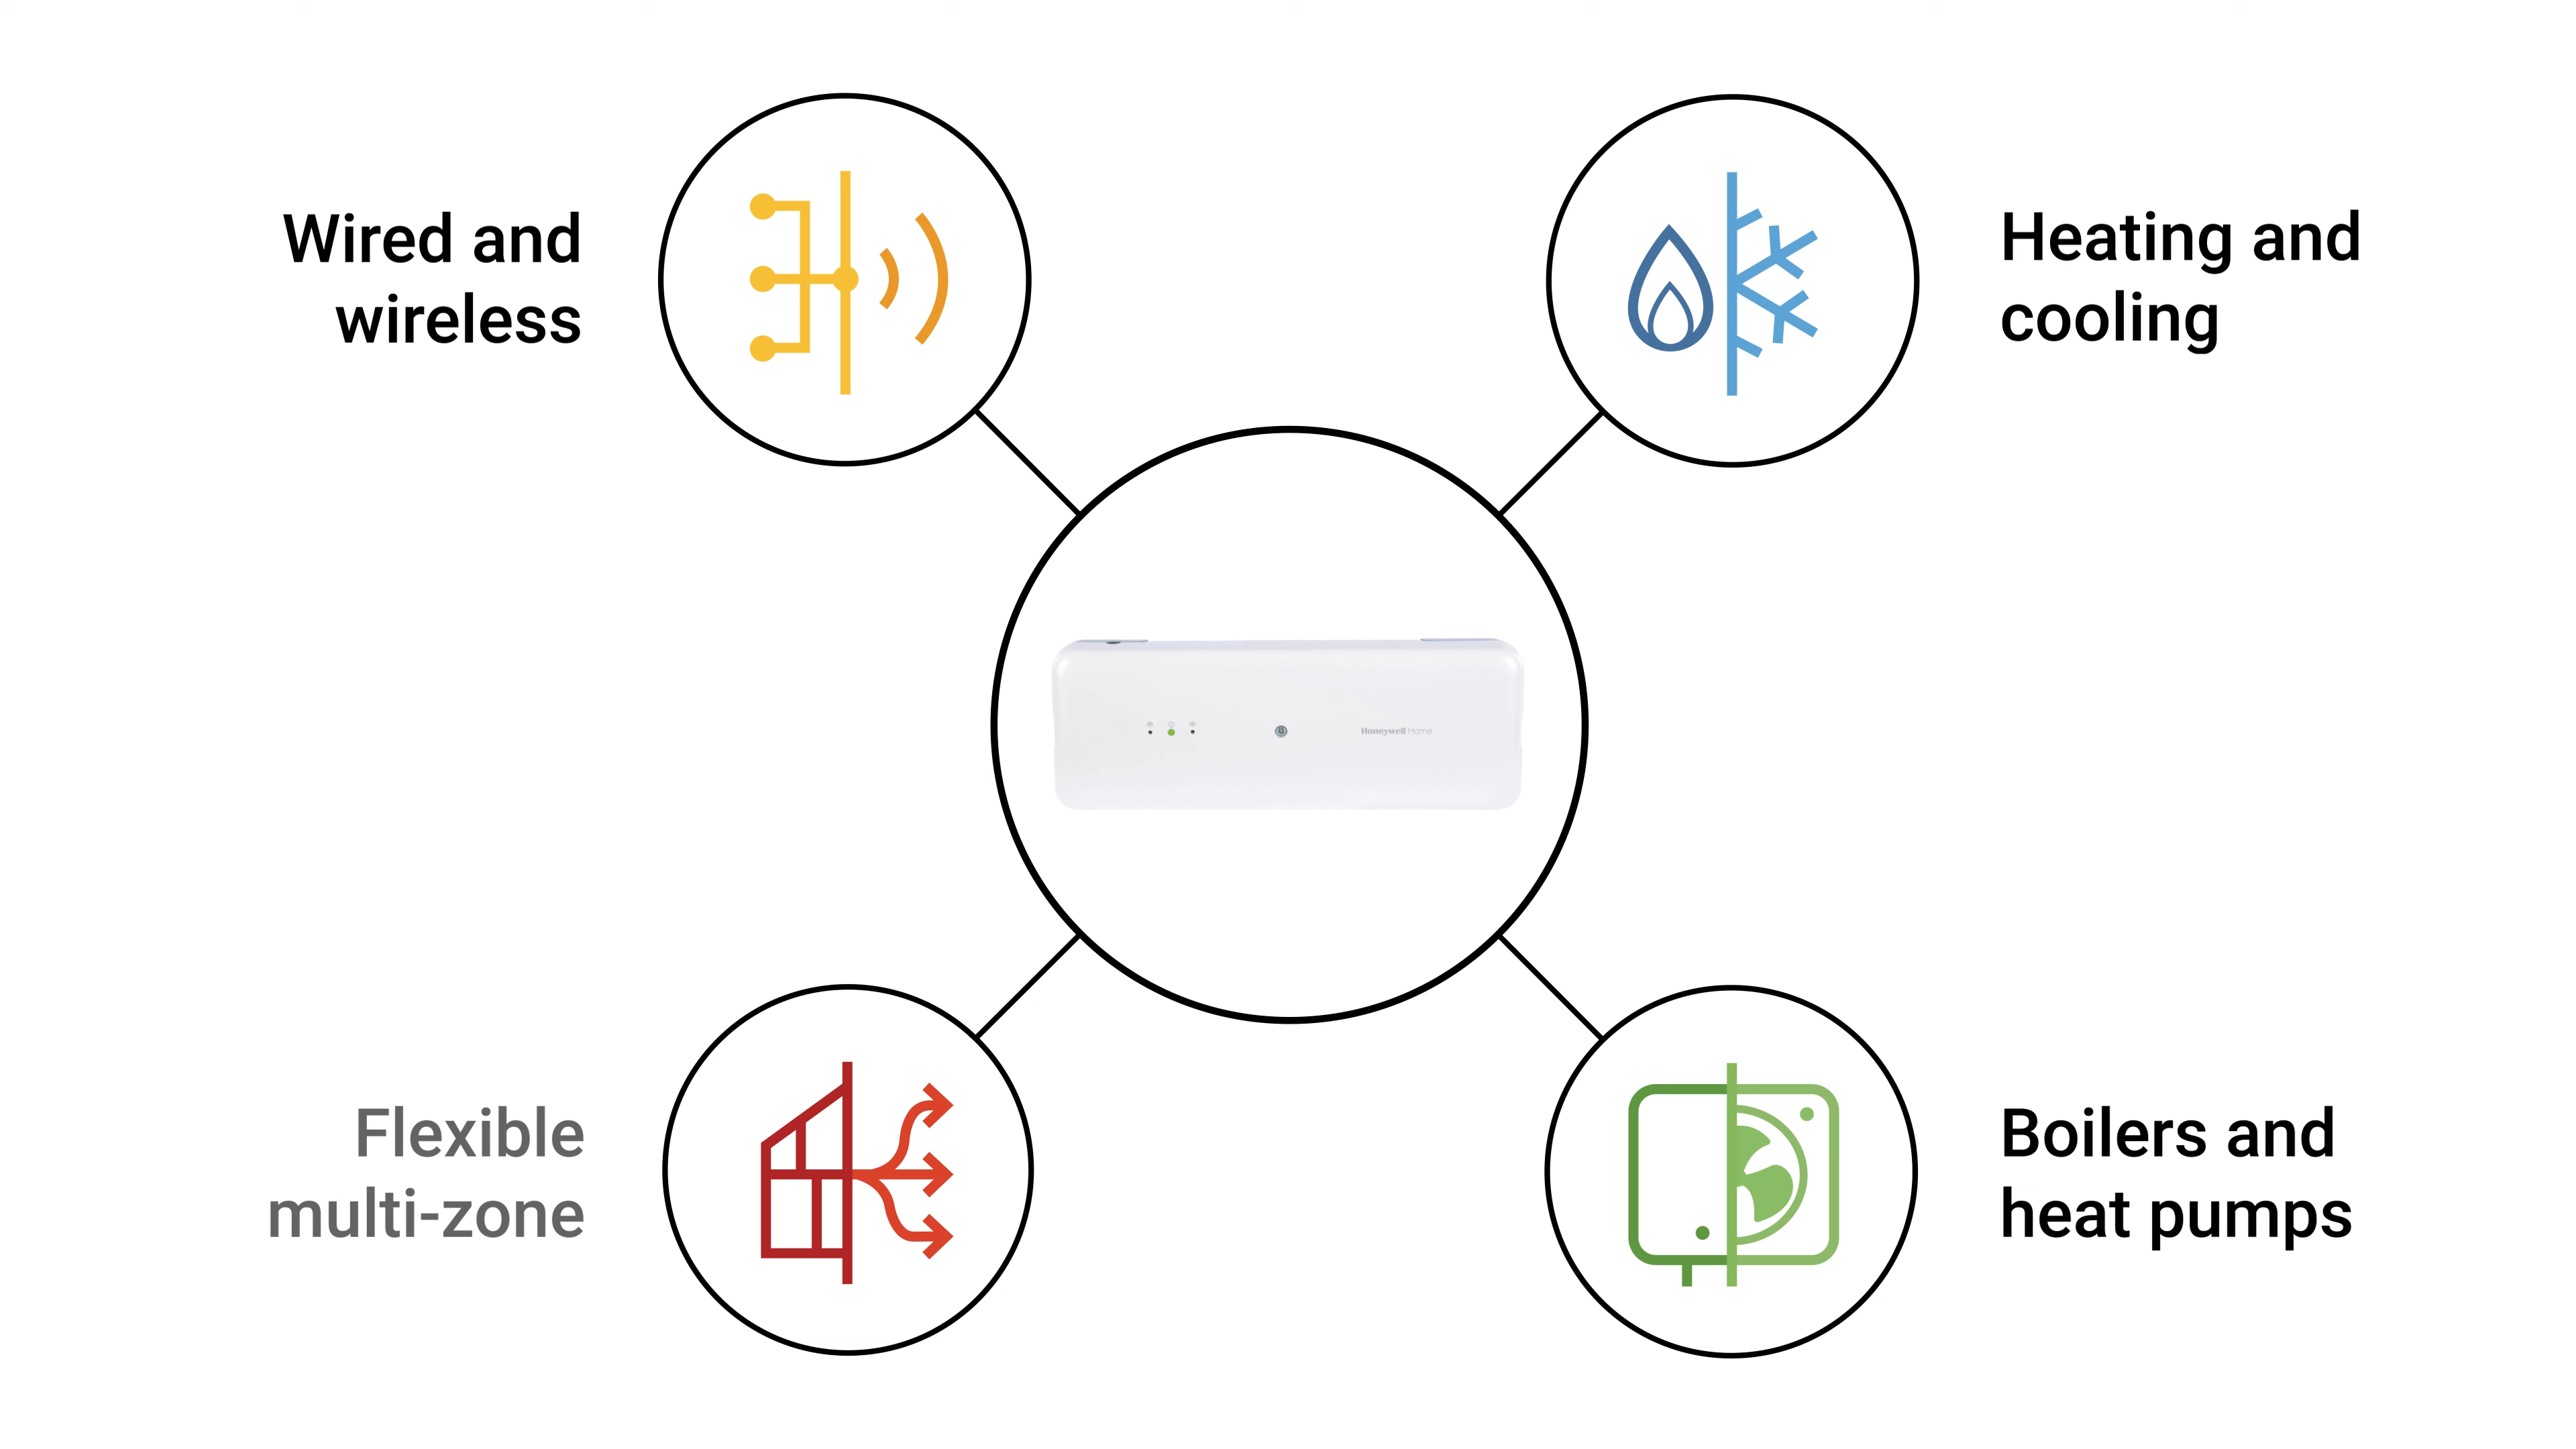 Wired and
wireless
Heating and
cooling
Honeywell Home
Flexible
multi-zone
Boilers and
heat pumps